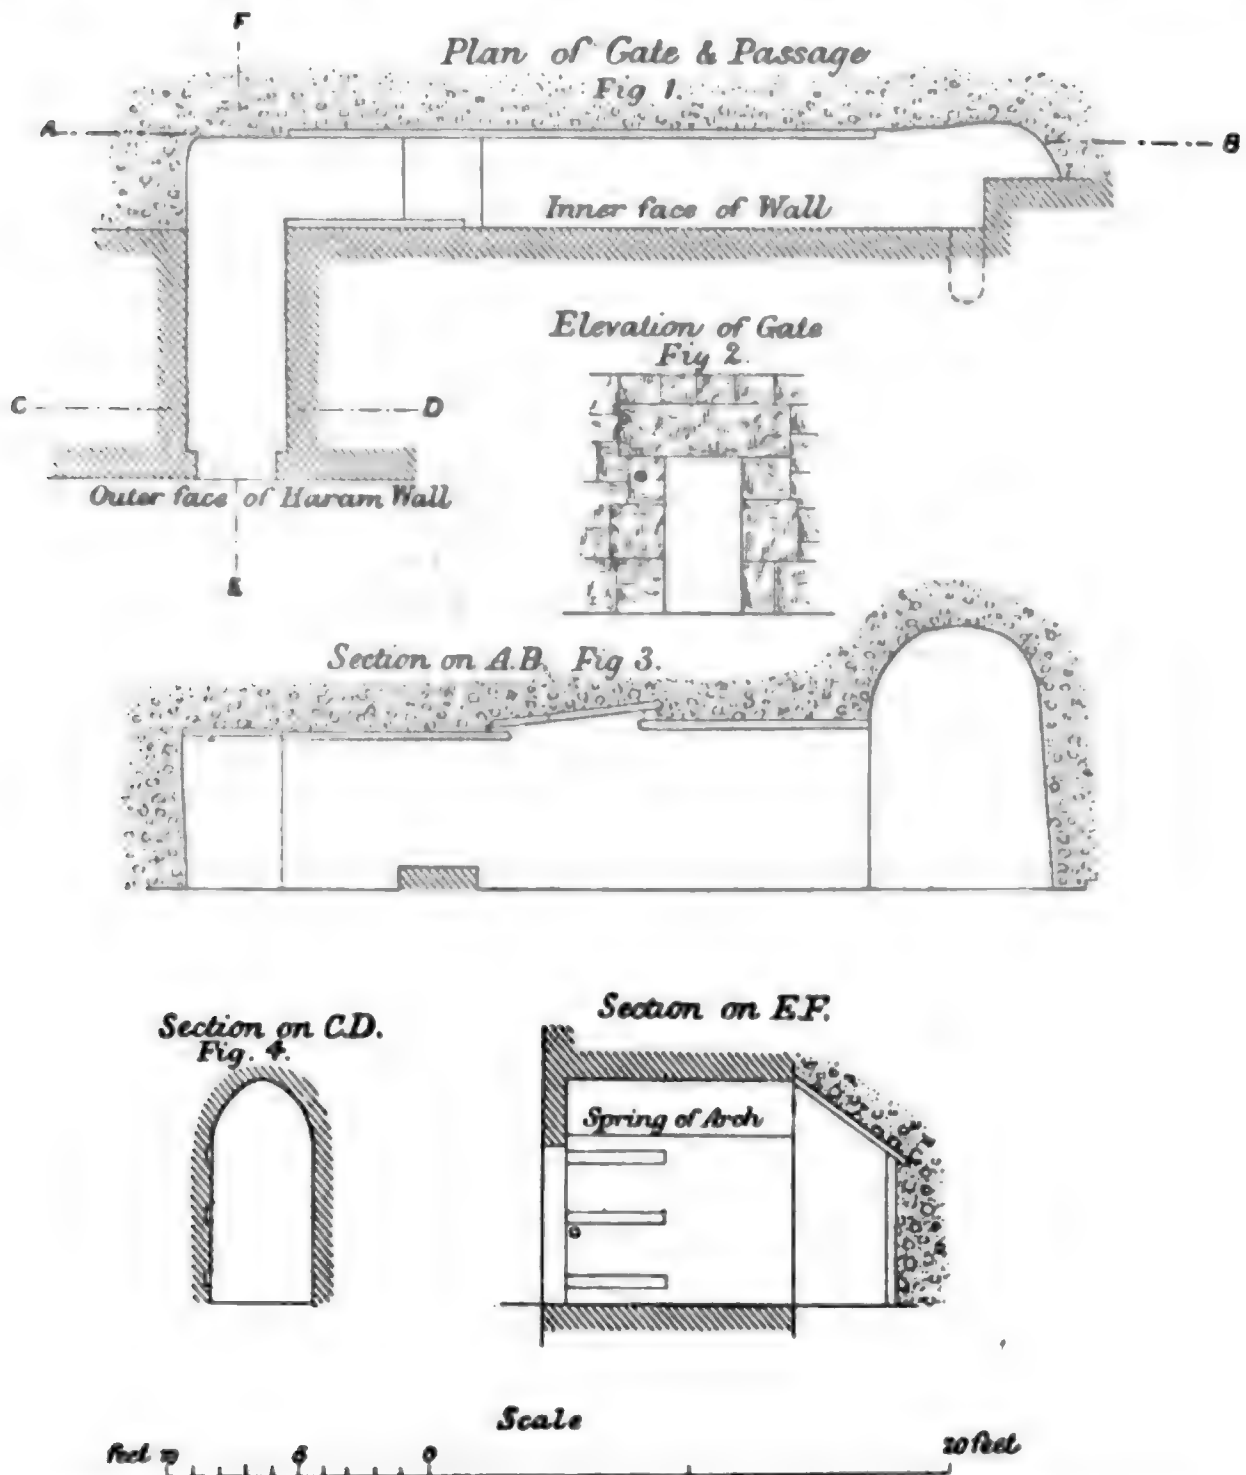 F
Plan of Gate & Passage
Fig 1.
A
B
Inner face of Wall
Elevation of Gate
Fig 2.
C
D
Outer face of Haram Wall
E
Section on A.B. Fig 3.
Section on E.F.
Section on C.D.
Fig. 4.
Spring of Arch
Scale
feet 10 5 0 20 feet